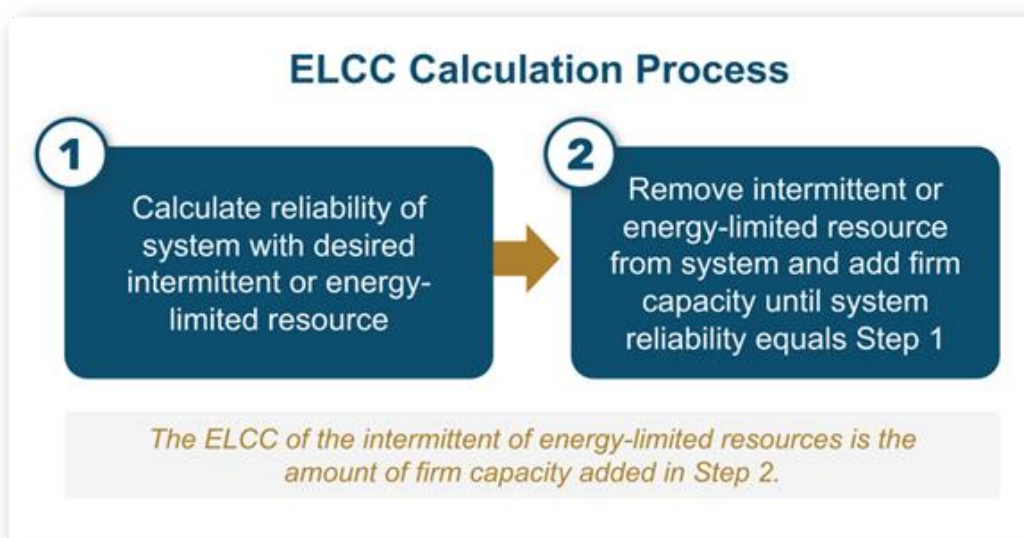 ELCC Calculation Process
1
Calculate reliability of
system with desired
intermittent or energy-
limited resource
2
Remove intermittent or
energy-limited resource
from system and add firm
capacity until system
reliability equals Step 1
The ELCC of the intermittent of energy-limited resources is the
amount of firm capacity added in Step 2.